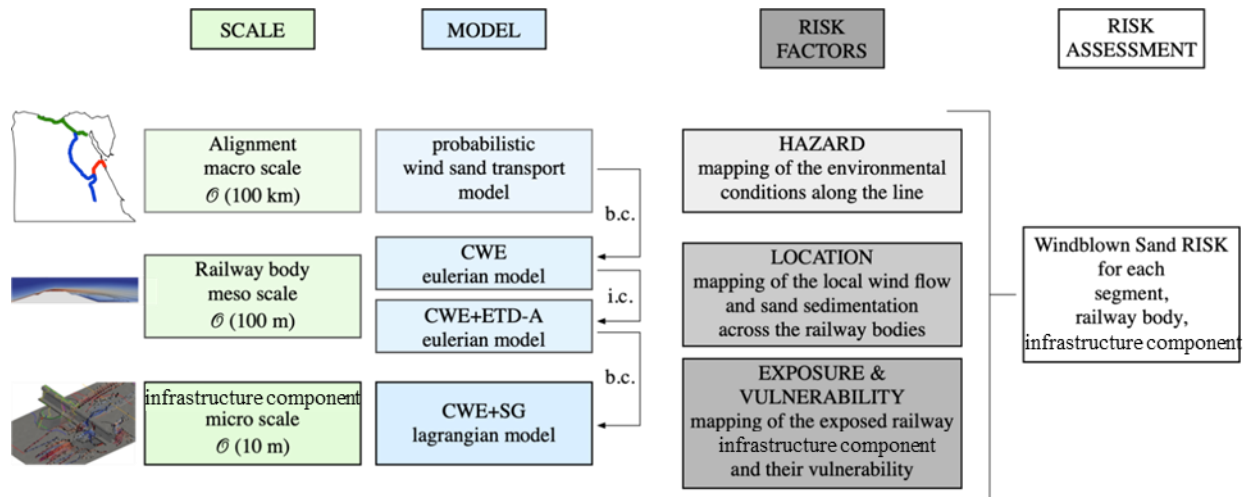 SCALE
MODEL
RISK
FACTORS
RISK
ASSESSMENT
Alignment
macro scale
𝒪 (100 km)
probabilistic
wind sand transport
model
HAZARD
mapping of the environmental
conditions along the line
b.c.
Railway body
meso scale
𝒪 (100 m)
CWE
eulerian model
i.c.
CWE+ETD-A
eulerian model
LOCATION
mapping of the local wind flow
and sand sedimentation
across the railway bodies
Windblown Sand RISK
for each
segment,
railway body,
infrastructure component
b.c.
infrastructure component
micro scale
𝒪 (10 m)
CWE+SG
lagrangian model
EXPOSURE &
VULNERABILITY
mapping of the exposed railway
infrastructure component
and their vulnerability